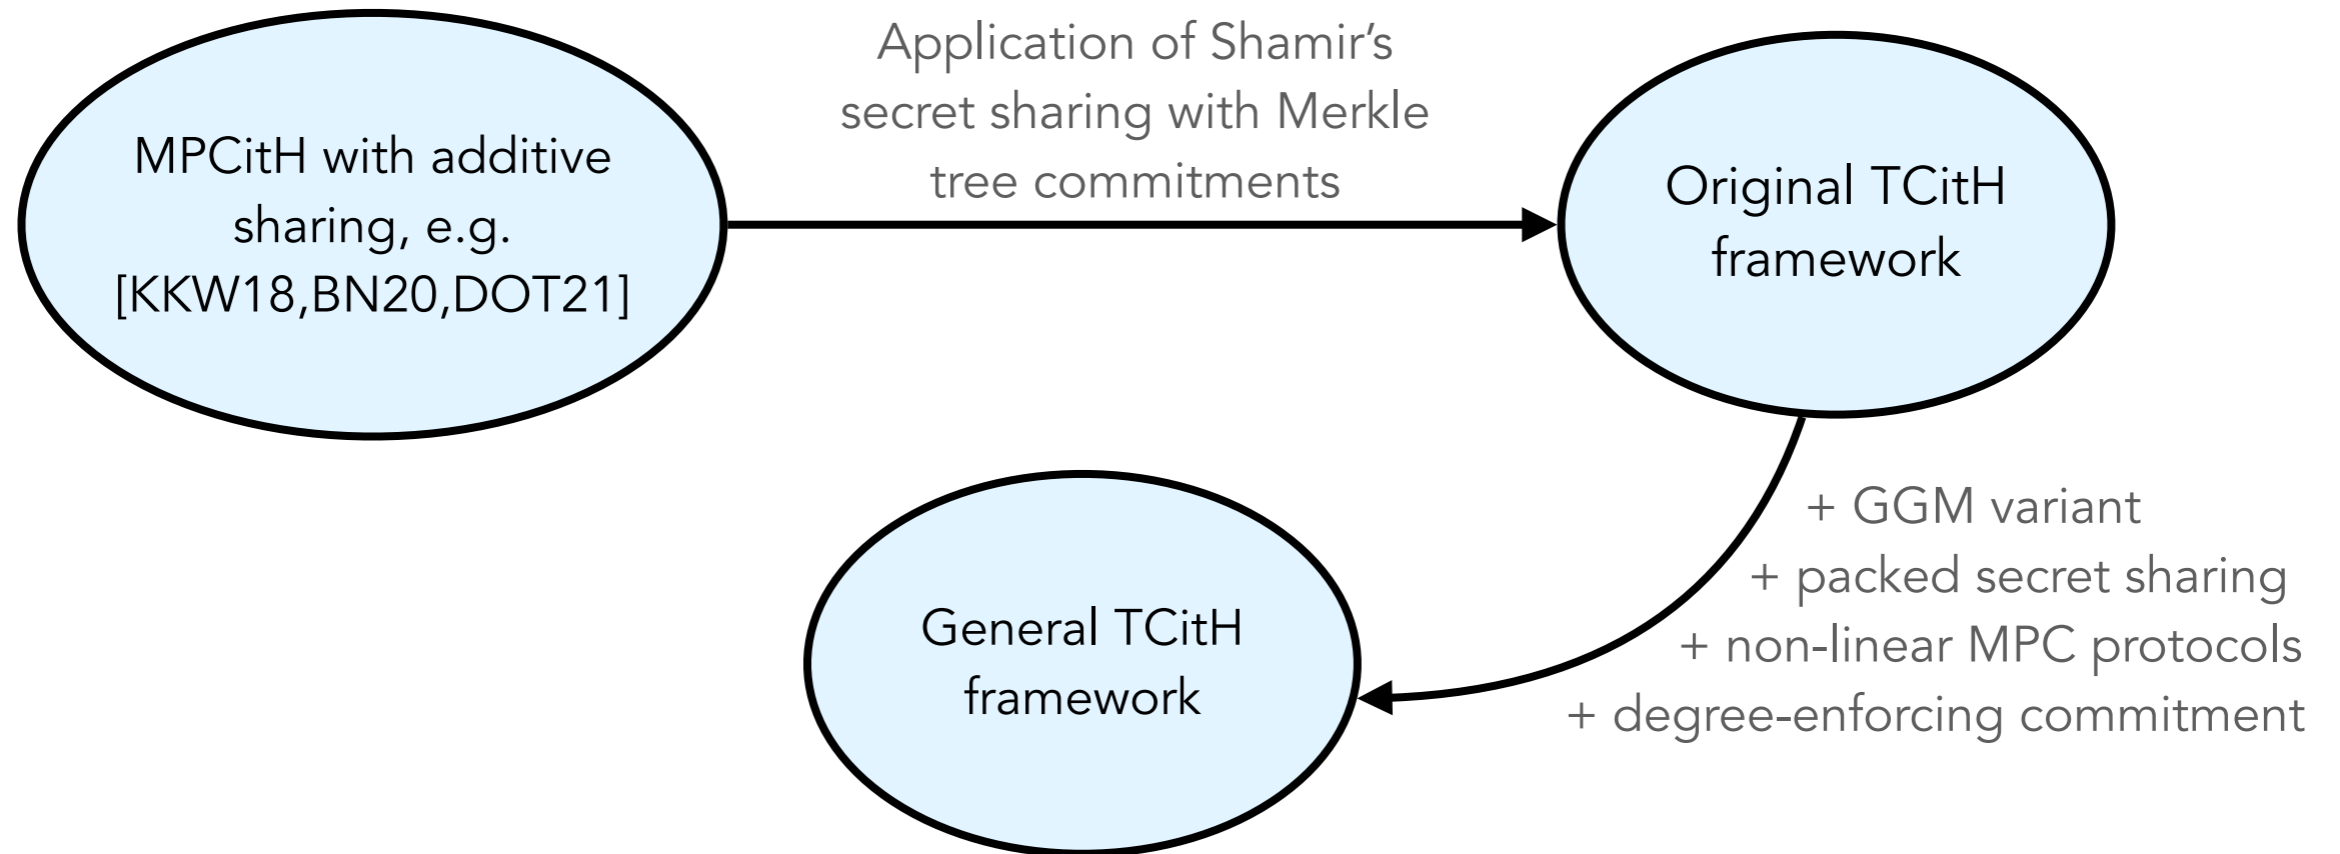 MPCitH with additive
sharing, e.g.
[KKW18,BN20,DOT21]
Application of Shamir’s
secret sharing with Merkle
tree commitments
Original TCitH
framework
+ GGM variant
+ packed secret sharing
+ non-linear MPC protocols
+ degree-enforcing commitment
General TCitH
framework